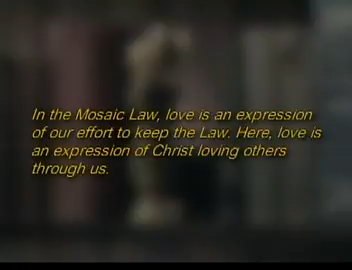 In the Mosaic Law, love is an expression
of our effort to keep the Law. Here, love is
an expression of Christ loving others
through us.